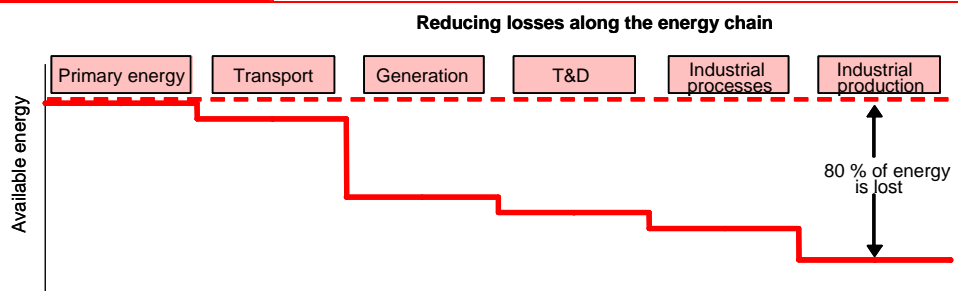 Reducing losses along the energy chain
Primary energy
Transport
Generation
T&D
Industrial
processes
Industrial
production
Available energy
80 % of energy
is lost